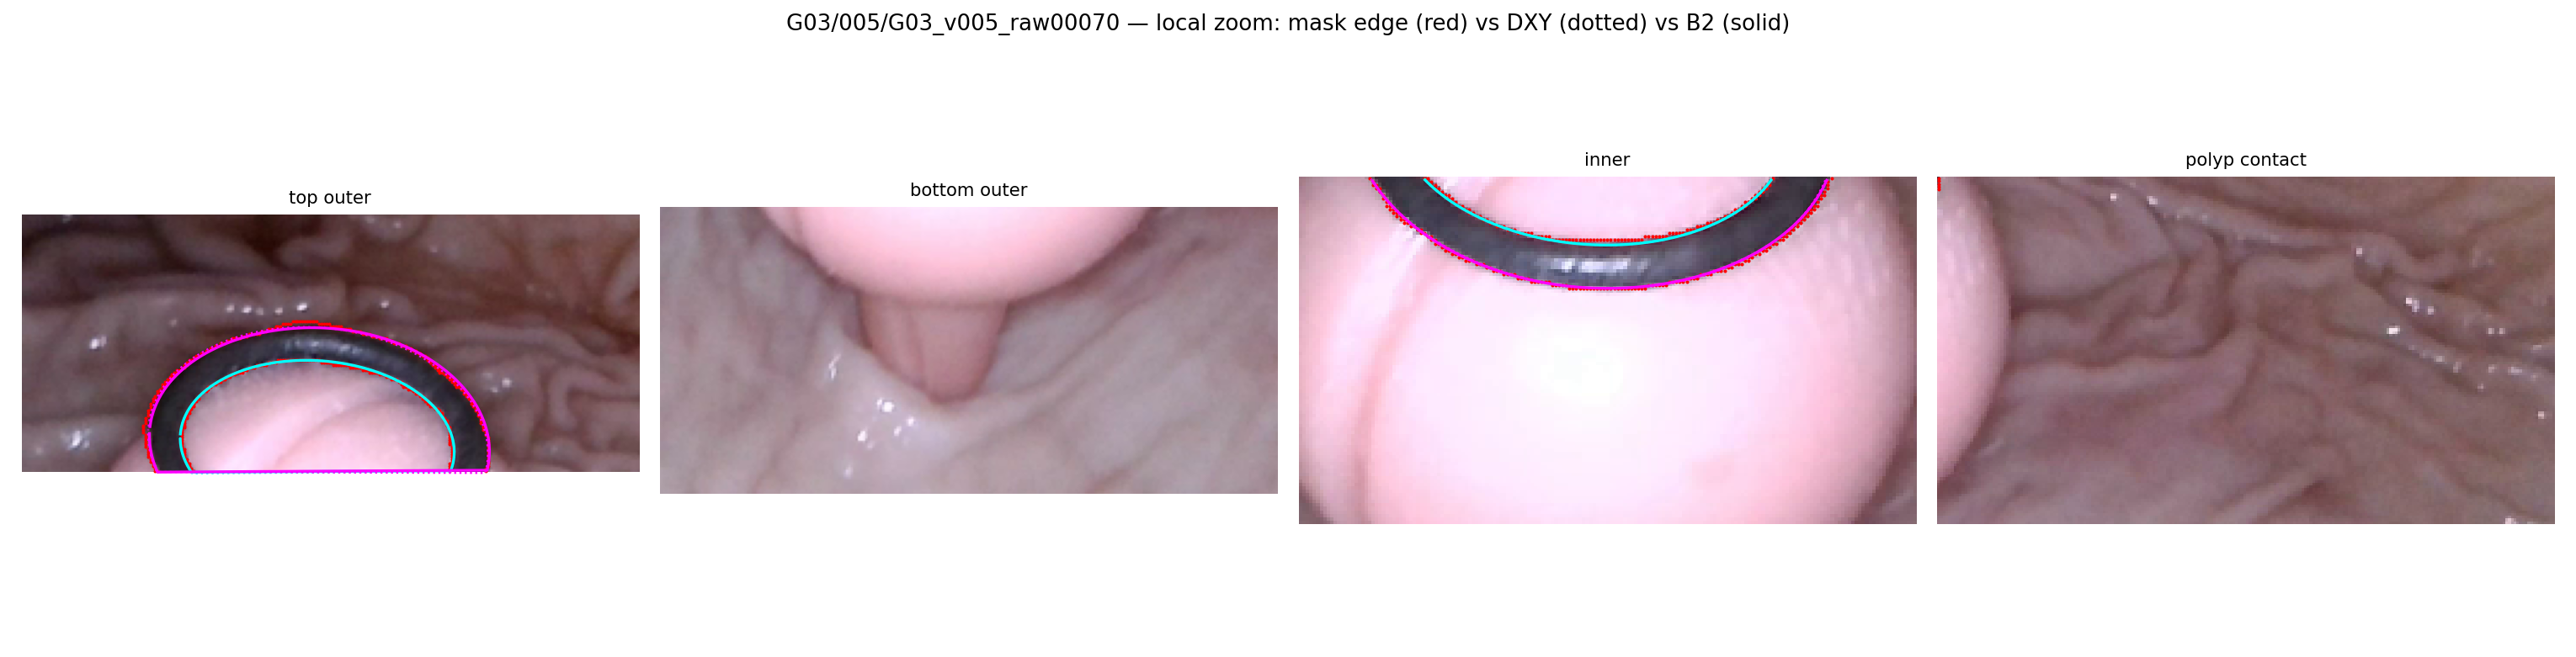 G03/005/G03_v005_raw00070 — local zoom: mask edge (red) vs DXY (dotted) vs B2 (solid)
top outer
bottom outer
inner
polyp contact